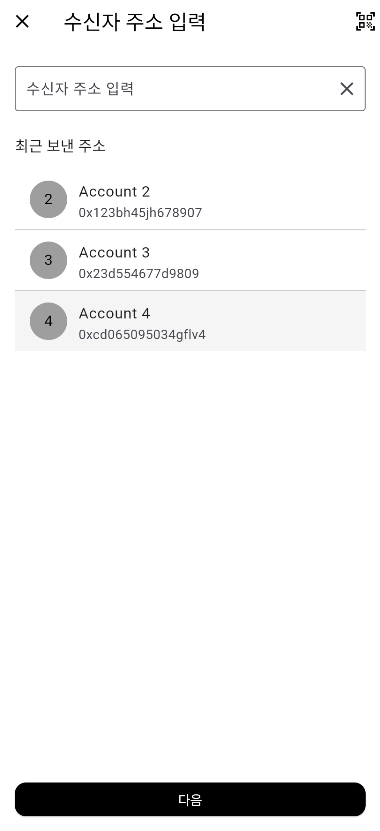 수신자 주소 입력
수신자 주소 입력
최근 보낸 주소
2
Account 2
0x123bh45jh678907
3
Account 3
0x23d554677d9809
4
Account 4
0xcd065095034gflv4
다음